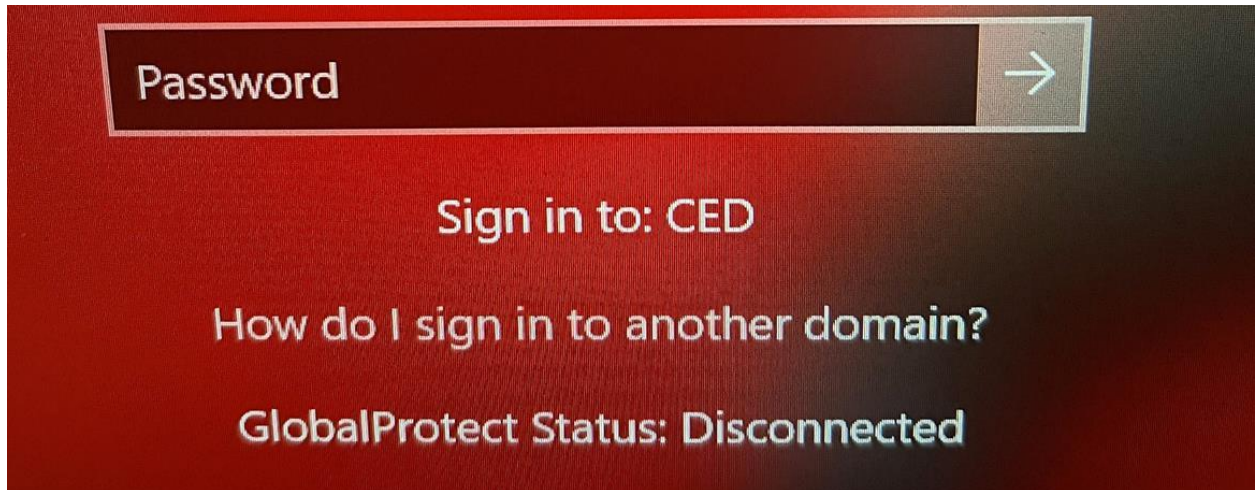 Password
Sign in to: CED
How do I sign in to another domain?
GlobalProtect Status: Disconnected